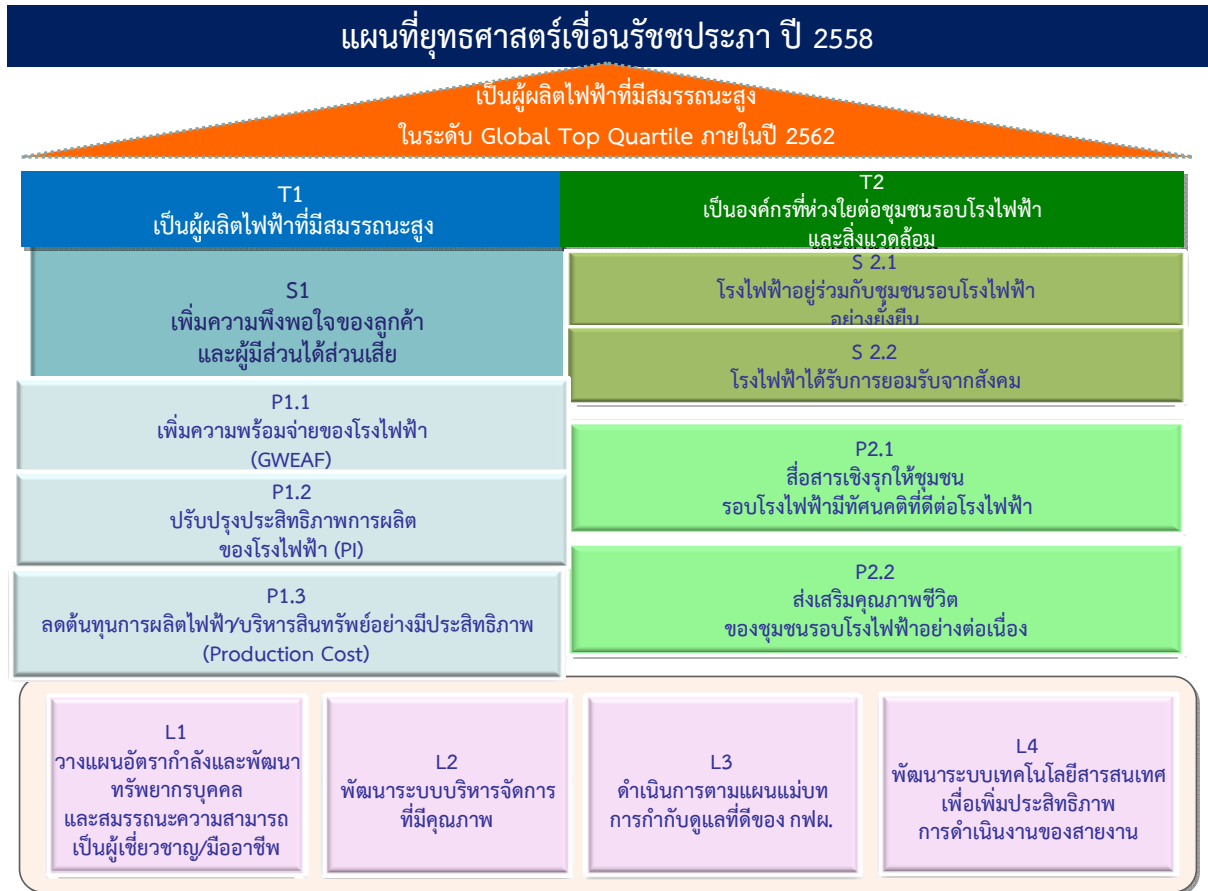 แผนที่ยุทธศาสตร์เขื่อนรัชชประภา ปี 2558
เป็นผู้ผลิตไฟฟ้าที่มีสมรรถนะสูง
ในระดับ Global Top Quartile ภายในปี 2562
T1
เป็นผู้ผลิตไฟฟ้าที่มีสมรรถนะสูง
T2
เป็นองค์กรที่ห่วงใยต่อชุมชนรอบโรงไฟฟ้า
และสิ่งแวดล้อม
S1
เพิ่มความพึงพอใจของลูกค้า
และผู้มีส่วนได้ส่วนเสีย
S 2.1
โรงไฟฟ้าอยู่ร่วมกับชุมชนรอบโรงไฟฟ้า
อย่างยั่งยืน
S 2.2
โรงไฟฟ้าได้รับการยอมรับจากสังคม
P1.1
เพิ่มความพร้อมจ่ายของโรงไฟฟ้า
(GWEAF)
P1.2
ปรับปรุงประสิทธิภาพการผลิต
ของโรงไฟฟ้า (PI)
P1.3
ลดต้นทุนการผลิตไฟฟ้า/บริหารสินทรัพย์อย่างมีประสิทธิภาพ
(Production Cost)
P2.1
สื่อสารเชิงรุกให้ชุมชน
รอบโรงไฟฟ้ามีทัศนคติที่ดีต่อโรงไฟฟ้า
P2.2
ส่งเสริมคุณภาพชีวิต
ของชุมชนรอบโรงไฟฟ้าอย่างต่อเนื่อง
L1
วางแผนอัตรากำลังและพัฒนา
ทรัพยากรบุคคล
และสมรรถนะความสามารถ
เป็นผู้เชี่ยวชาญ/มืออาชีพ
L2
พัฒนาระบบบริหารจัดการ
ที่มีคุณภาพ
L3
ดำเนินการตามแผนแม่บท
การกำกับดูแลที่ดีของ กฟผ.
L4
พัฒนาระบบเทคโนโลยีสารสนเทศ
เพื่อเพิ่มประสิทธิภาพ
การดำเนินงานของสายงาน